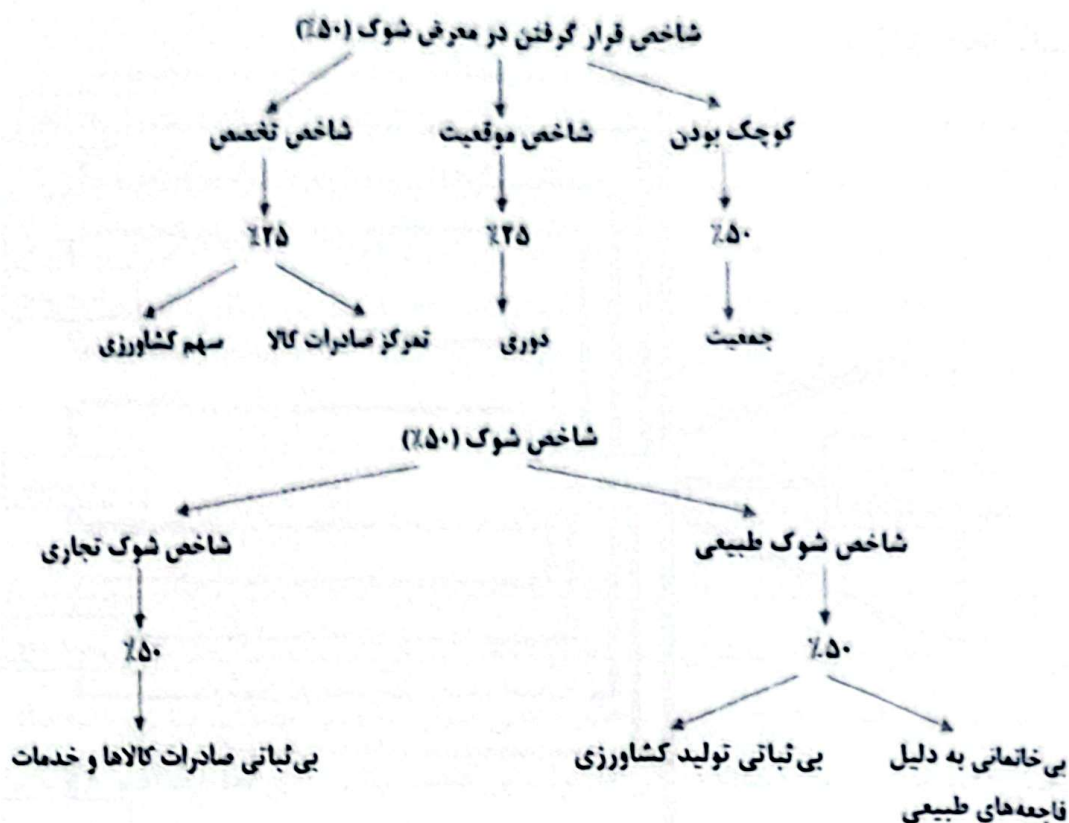 شاخص قرار گرفتن در معرض شوک (۵۰٪)
کوچک بودن
شاخص موقعیت
شاخص تخصص
۵۰٪
۲۵٪
۲۵٪
جمعیت
دوری
تمرکز صادرات کالا
سهم کشاورزی
شاخص شوک (۵۰٪)
شاخص شوک طبیعی
شاخص شوک تجاری
۵۰٪
۵۰٪
بی‌خانمانی به دلیل
فاجعه‌های طبیعی
بی‌ثباتی تولید کشاورزی
بی‌ثباتی صادرات کالاها و خدمات